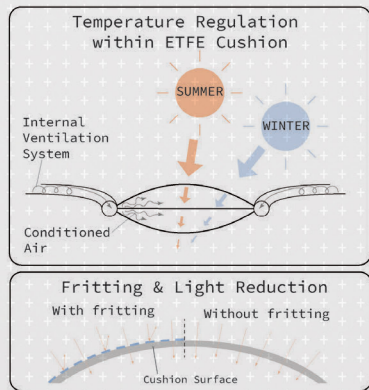 Temperature Regulation
within ETFE Cushion
SUMMER
WINTER
Internal
Ventilation
System
Conditioned
Air
Fritting & Light Reduction
With fritting
Without fritting
Cushion Surface